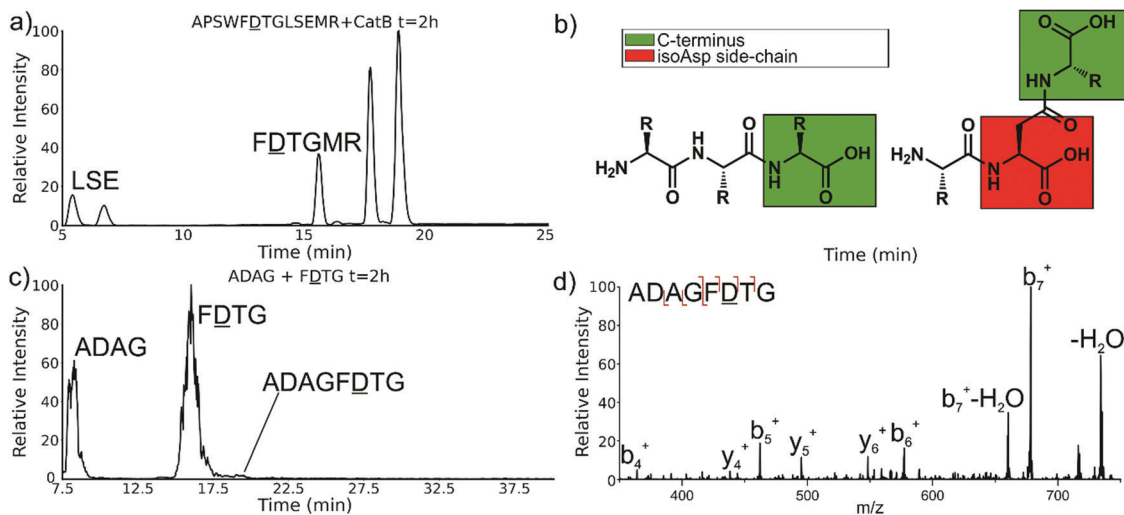 a)
APSWFDTGLSEMR+CatB t=2h
Relative Intensity
100
80
60
40
20
0
LSE
FDTGMR
5
10
15
20
25
Time (min)
b)
C-terminus
isoAsp side-chain
H₂N
R
O
H
N
R
O
N
H
R
OH
O
H₂N
R
O
N
H
O
OH
O
OH
HN
R
O
c)
ADAG + FDTG t=2h
Relative Intensity
100
80
60
40
20
0
ADAG
FDTG
ADAGFDTG
7.5
12.5
17.5
22.5
27.5
32.5
37.5
Time (min)
Time (min)
d)
ADAGFDTG
Relative Intensity
100
80
60
40
20
0
b₄⁺
y₄⁺
b₅⁺
y₅⁺
y₆⁺
b₆⁺
b₇⁺-H₂O
b₇⁺
-H₂O
400
500
600
700
m/z